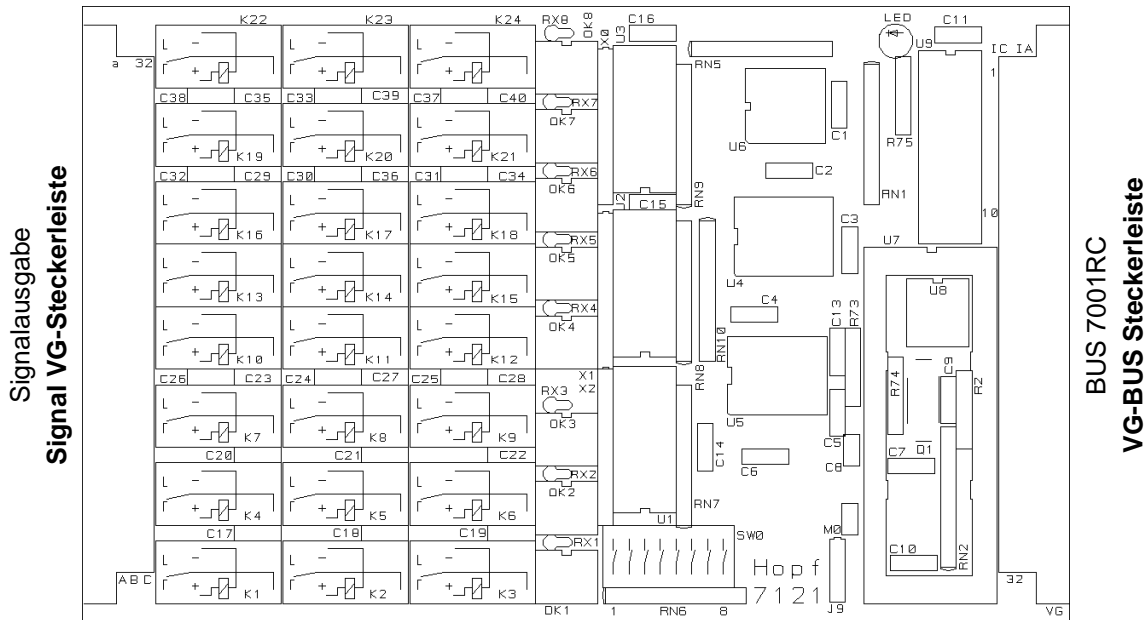 Signalausgabe
Signal VG-Steckerleiste
K22 K23 K24 RX8 OK8 X0 U3 C16 LED C11
a 32 RN5 U9 IC IA
1
L L L
C38 C35 C33 C39 C37 C40 RX7
OK7 C1 R75
K19 K20 K21 U6
C32 C29 C30 C36 C31 C34 RX6 C2
OK6 U2 C15 RN9 RN1
K16 K17 K18 C3 10
RX5 U7
OK5
K13 K14 K15 U4 U8
RX4 C4 C13 R73
OK4
K10 K11 K12 RN10
C26 C23 C24 C27 C25 C28 X1 RN8 C9
X2 R74 R2
RX3
OK3
K7 K8 K9 U5 C5 Q1
C20 C21 C22 C14 C6 C8 C7
RX2
OK2
K4 K5 K6 U1 RN7 M0
C17 C18 C19 RX1 SW0
C10 RN2
ABC Hopf 32
K1 K2 K3 7121
OK1 1 RN6 8 J9 VG
BUS 7001RC
VG-BUS Steckerleiste